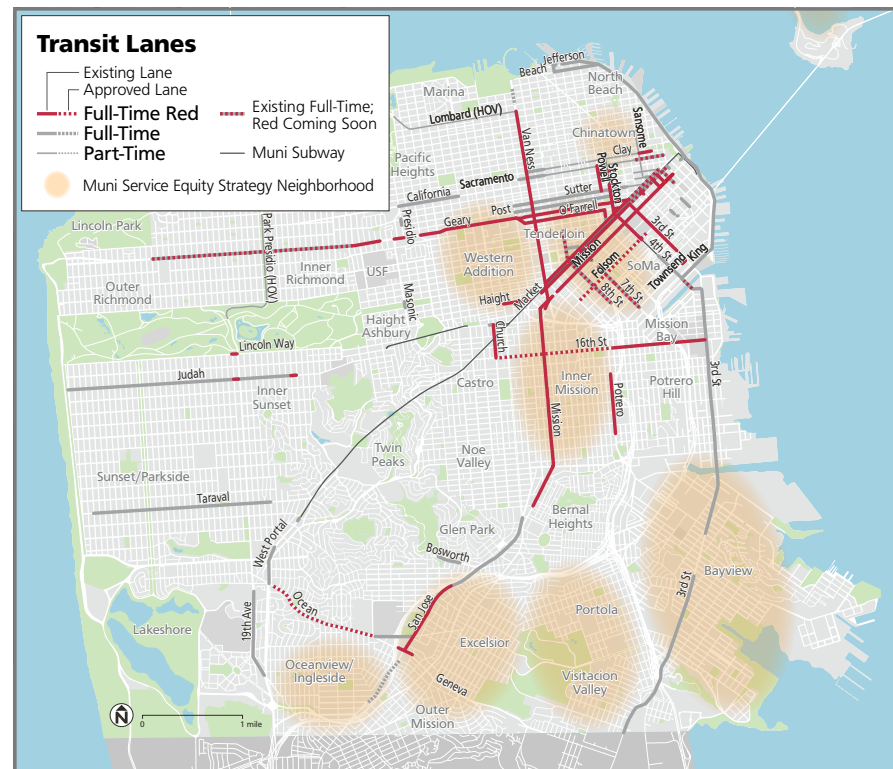 Transit Lanes
Existing Lane
Approved Lane
Full-Time Red
Full-Time
Part-Time
Existing Full-Time;
Red Coming Soon
Muni Subway
Muni Service Equity Strategy Neighborhood
Jefferson
Beach
North
Beach
Marina
Lombard (HOV)
Van Ness
Chinatown
Sansome
Clay
Pacific
Heights
Sacramento
California
Powell
Stockton
Sutter
Post
O'Farrell
Geary
Presidio
Lincoln Park
Park Presidio (HOV)
Tenderloin
3rd St
4th St
King
Townsend
SoMa
Mission
Folsom
7th St
8th St
Western
Addition
USF
Inner
Richmond
Outer
Richmond
Masonic
Haight
Market
Haight
Ashbury
Church
Mission
Bay
Lincoln Way
16th St
Judah
Inner
Sunset
Castro
Inner
Mission
Potrero
Potrero
Hill
3rd St
Mission
Twin
Peaks
Noe
Valley
Sunset/Parkside
Taraval
Bernal
Heights
Glen Park
West Portal
Bosworth
Bayview
3rd St
Ocean
San Jose
Portola
19th Ave
Lakeshore
Excelsior
Oceanview/
Ingleside
Geneva
Visitacion
Valley
Outer
Mission
N
0
1 mile